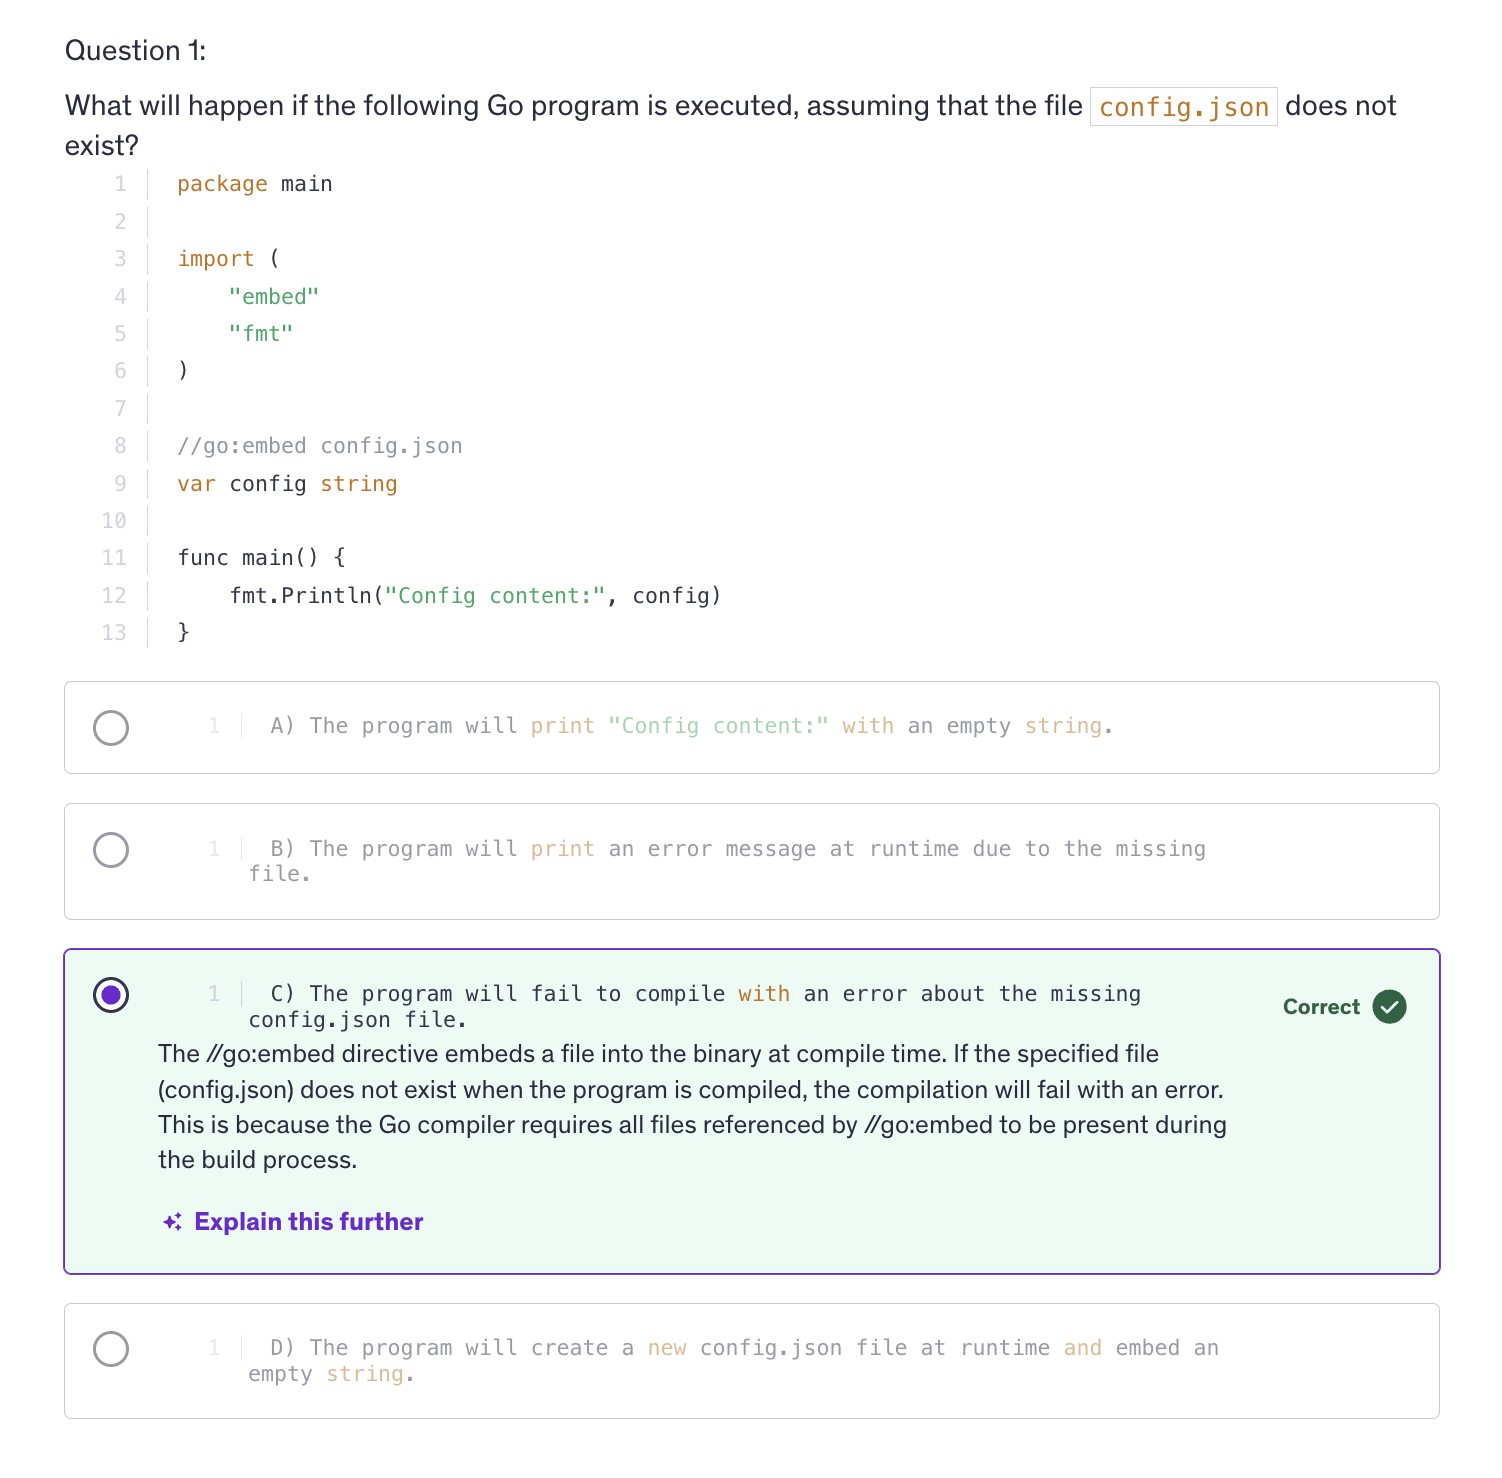 Question 1:
What will happen if the following Go program is executed, assuming that the file config.json does not
exist?
1 package main
2
3 import (
4 "embed"
5 "fmt"
6 )
7
8 //go:embed config.json
9 var config string
10
11 func main() {
12 fmt.Println("Config content:", config)
13 }
1 A) The program will print "Config content:" with an empty string.
1 B) The program will print an error message at runtime due to the missing
file.
1 C) The program will fail to compile with an error about the missing
config.json file.
Correct
The //go:embed directive embeds a file into the binary at compile time. If the specified file
(config.json) does not exist when the program is compiled, the compilation will fail with an error.
This is because the Go compiler requires all files referenced by //go:embed to be present during
the build process.
Explain this further
1 D) The program will create a new config.json file at runtime and embed an
empty string.